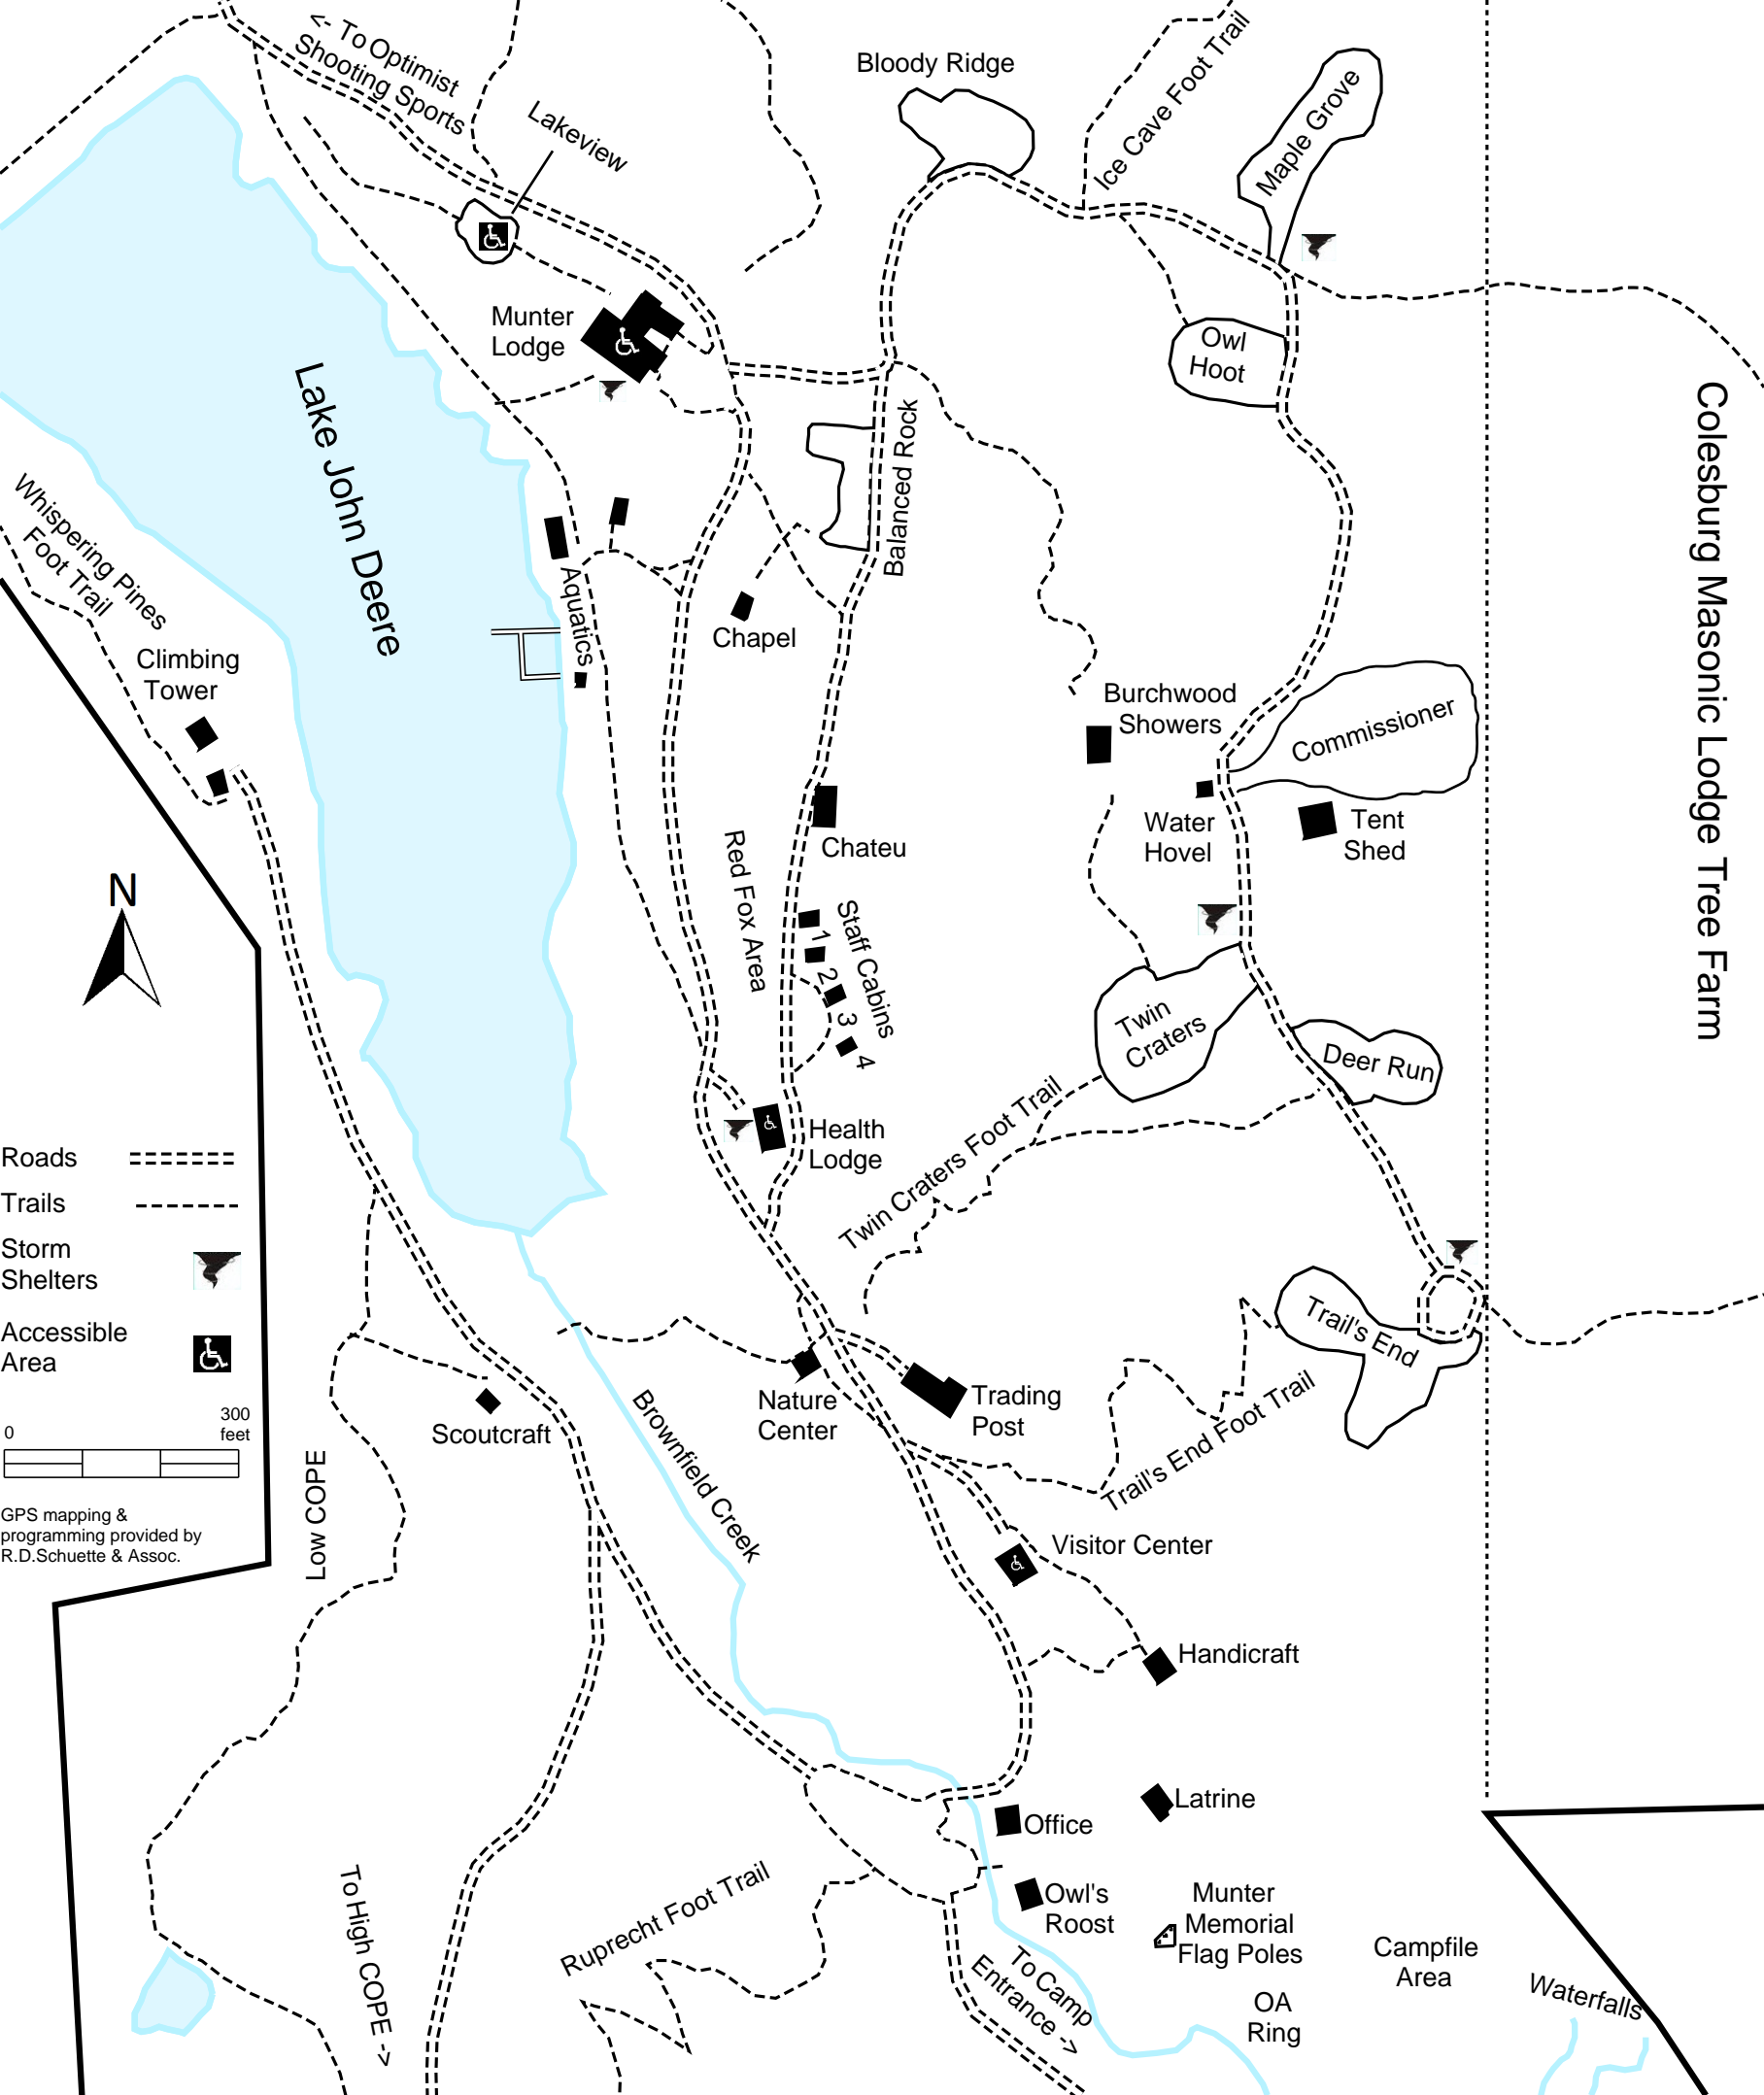 <- To Optimist
Shooting Sports
Lakeview
Bloody Ridge
Ice Cave Foot Trail
Maple Grove
Munter
Lodge
Owl
Hoot
Lake John Deere
Balanced Rock
Colesburg Masonic Lodge Tree Farm
Whispering Pines
Foot Trail
Aquatics
Chapel
Climbing
Tower
Burchwood
Showers
Commissioner
Water
Hovel
Tent
Shed
Chateu
Red Fox Area
Staff Cabins
1
2
3
4
N
Twin
Craters
Deer Run
Health
Lodge
Twin Craters Foot Trail
Roads
Trails
Storm
Shelters
Accessible
Area
0
300
feet
GPS mapping &
programming provided by
R.D.Schuette & Assoc.
Trail's End
Nature
Center
Trading
Post
Trail's End Foot Trail
Scoutcraft
Low COPE
Brownfield Creek
Visitor Center
Handicraft
Latrine
Office
Owl's
Roost
Munter
Memorial
Flag Poles
Campfile
Area
OA
Ring
Waterfalls
To High COPE ->
Ruprecht Foot Trail
To Camp
Entrance ->